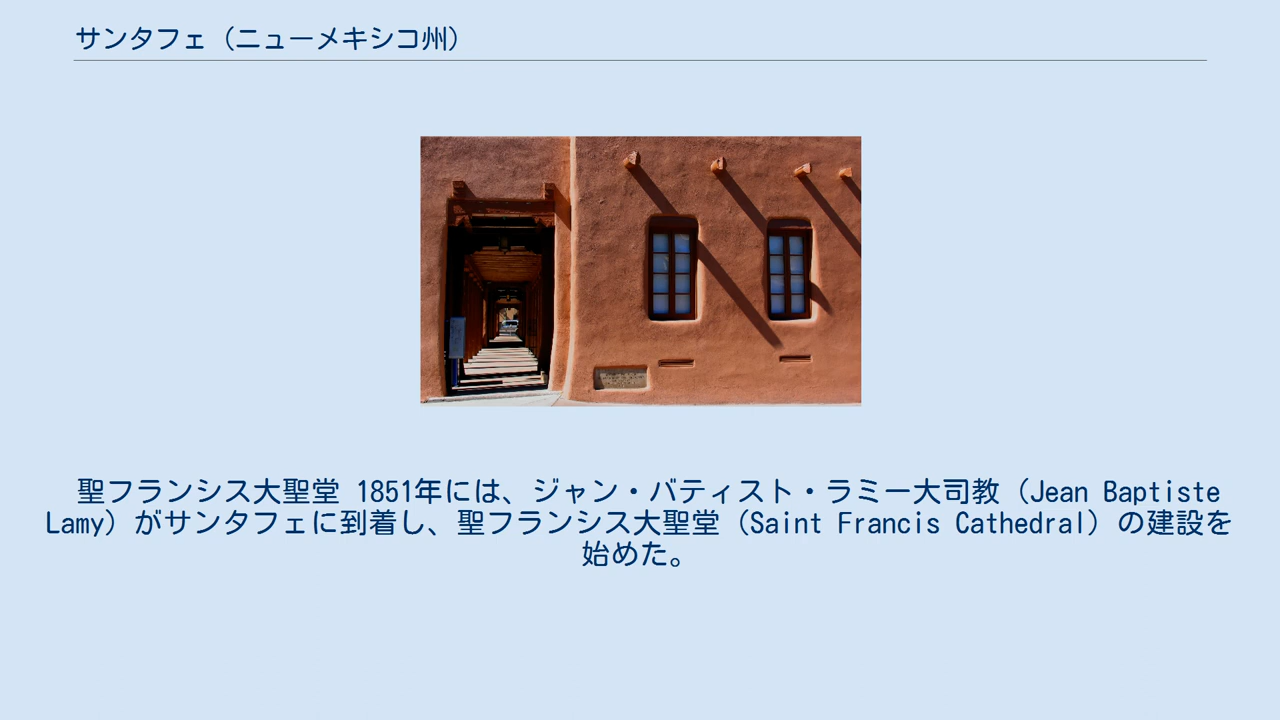 サンタフェ（ニューメキシコ州）
聖フランシス大聖堂 1851年には、ジャン・バティスト・ラミー大司教（Jean Baptiste
Lamy）がサンタフェに到着し、聖フランシス大聖堂（Saint Francis Cathedral）の建設を
始めた。